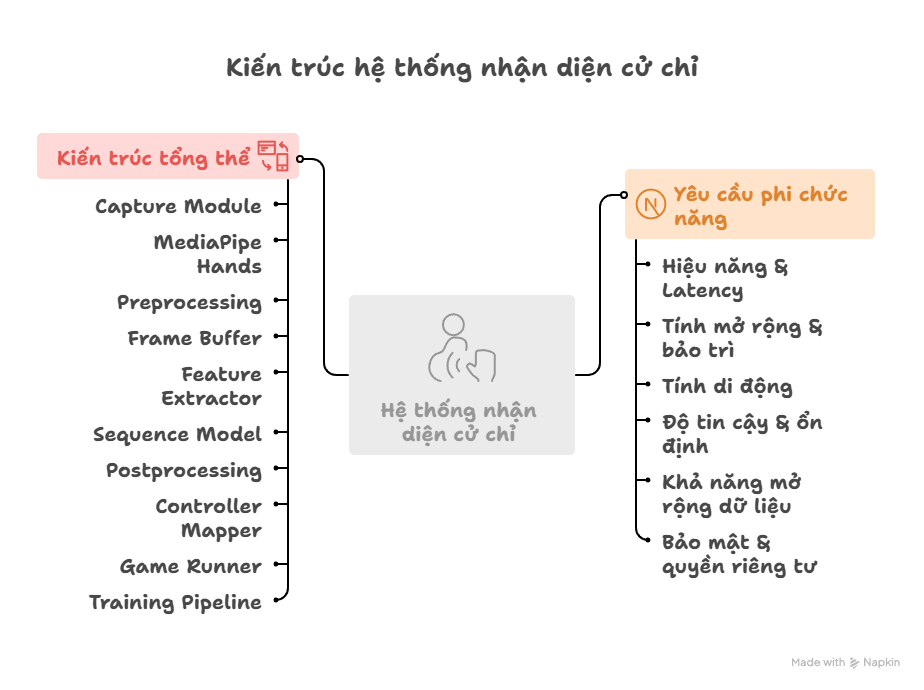 Kiến trúc hệ thống nhận diện cử chỉ
Kiến trúc tổng thể
Capture Module
MediaPipe
Hands
Preprocessing
Frame Buffer
Feature
Extractor
Sequence Model
Postprocessing
Controller
Mapper
Game Runner
Training Pipeline
Hệ thống nhận
diện cử chỉ
N
Yêu cầu phi chức
năng
Hiệu năng &
Latency
Tính mở rộng &
bảo trì
Tính di động
Độ tin cậy & ổn
định
Khả năng mở
rộng dữ liệu
Bảo mật &
quyền riêng tư
Made with Napkin